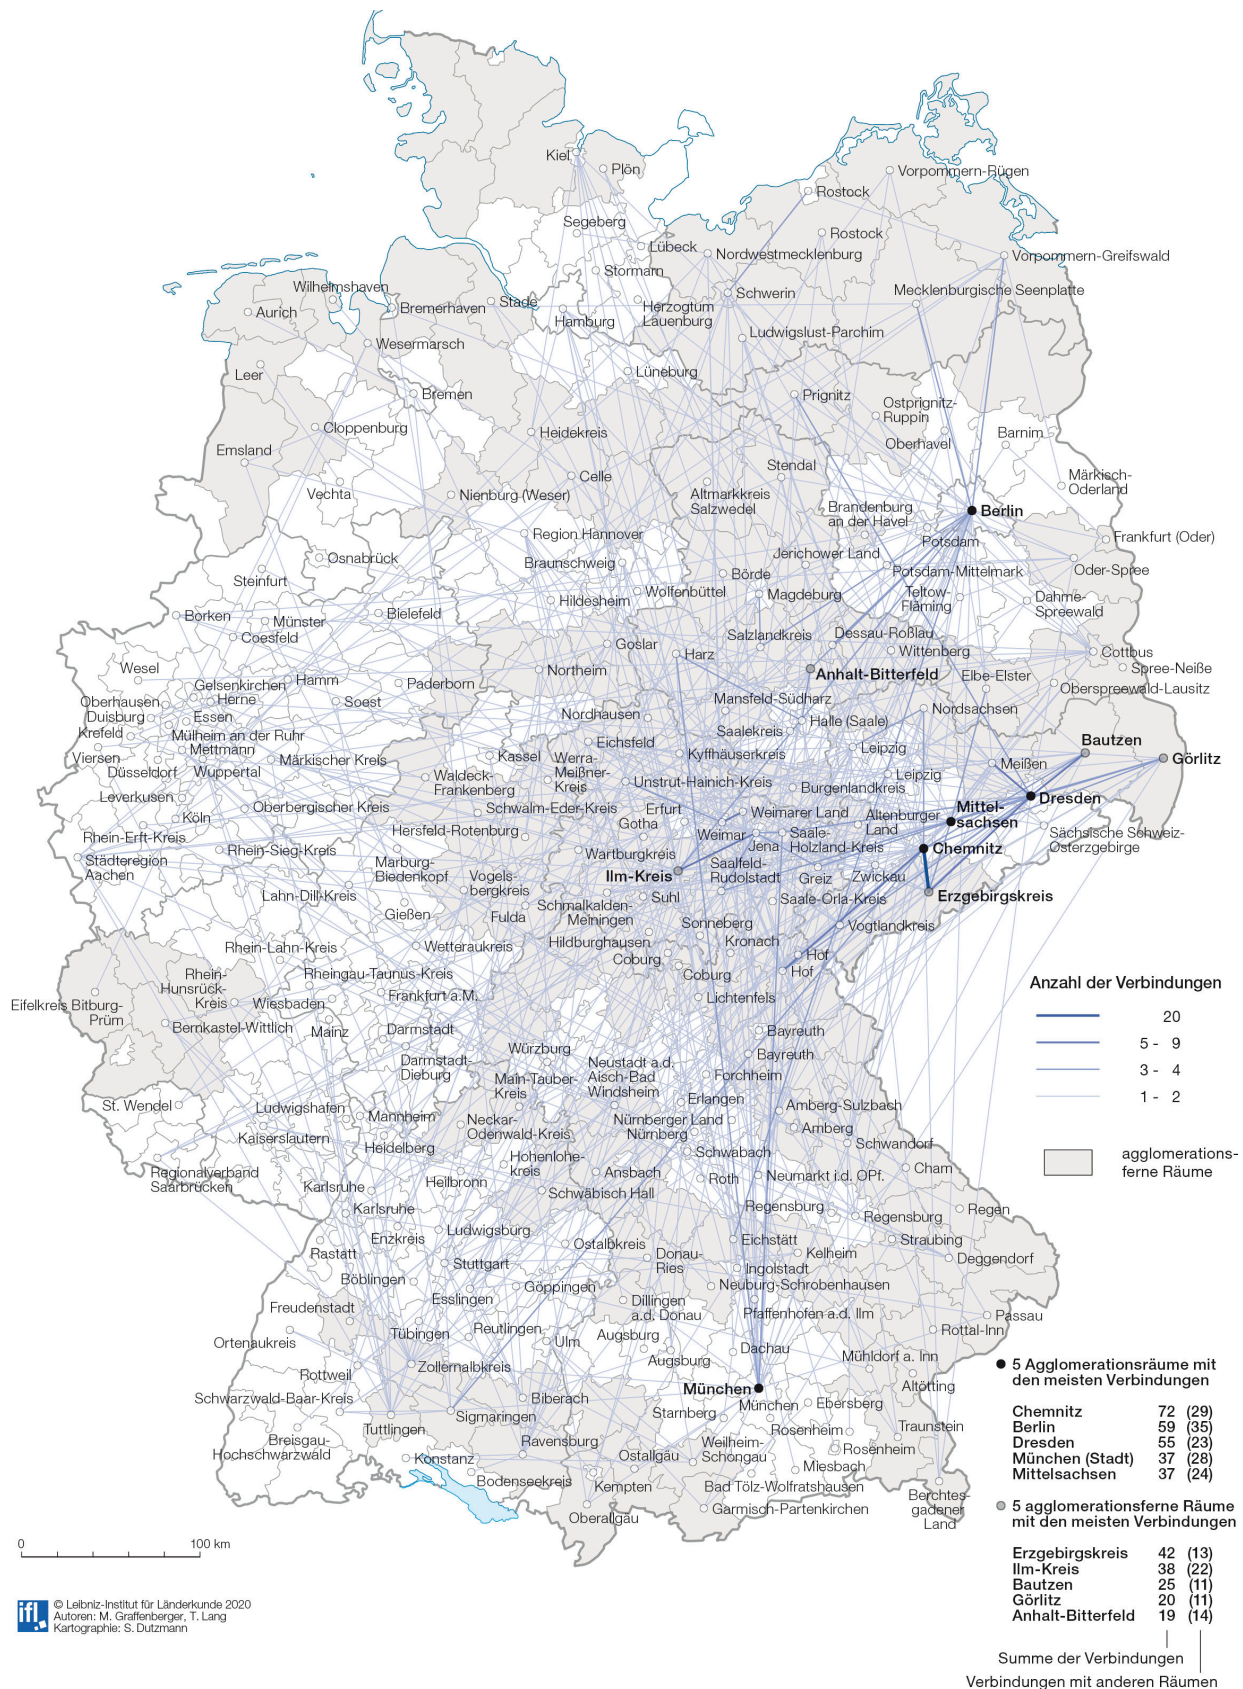 Kiel
Plön
Vorpommern-Rügen
Rostock
Segeberg
Rostock
Lübeck
Nordwestmecklenburg
Vorpommern-Greifswald
Stormarn
Wilhelmshaven
Schwerin
Mecklenburgische Seenplatte
Aurich
Bremerhaven
Stade
Herzogtum
Lauenburg
Hamburg
Ludwigslust-Parchim
Wesermarsch
Leer
Lüneburg
Bremen
Prignitz
Ostprignitz-
Ruppin
Cloppenburg
Heidekreis
Oberhavel
Barnim
Emsland
Stendal
Celle
Märkisch-
Oderland
Vechta
Nienburg (Weser)
Altmarkkreis
Salzwedel
Brandenburg
an der Havel
Berlin
Region Hannover
Potsdam
Frankfurt (Oder)
Osnabrück
Braunschweig
Jerichower Land
Steinfurt
Börde
Potsdam-Mittelmark
Oder-Spree
Wolfenbüttel
Magdeburg
Teltow-
Fläming
Dahme-
Spreewald
Hildesheim
Borken
Münster
Bielefeld
Coesfeld
Salzlandkreis
Dessau-Roßlau
Goslar
Harz
Wittenberg
Cottbus
Wesel
Northeim
Anhalt-Bitterfeld
Elbe-Elster
Spree-Neiße
Gelsenkirchen
Hamm
Paderborn
Oberspreewald-Lausitz
Oberhausen
Herne
Soest
Mansfeld-Südharz
Duisburg
Essen
Nordhausen
Halle (Saale)
Nordsachsen
Krefeld
Mülheim an der Ruhr
Saalekreis
Mettmann
Eichsfeld
Bautzen
Viersen
Märkischer Kreis
Kassel
Werra-
Meißner-
Kreis
Kyffhäuserkreis
Leipzig
Görlitz
Düsseldorf
Wuppertal
Waldeck-
Frankenberg
Unstrut-Hainich-Kreis
Leipzig
Meißen
Leverkusen
Burgenlandkreis
Dresden
Oberbergischer Kreis
Schwalm-Eder-Kreis
Erfurt
Weimarer Land
Altenburger
Land
Mittel-
sachsen
Köln
Gotha
Hersfeld-Rotenburg
Weimar
Saale-
Holzland-Kreis
Sächsische Schweiz-
Osterzgebirge
Rhein-Erft-Kreis
Jena
Rhein-Sieg-Kreis
Wartburgkreis
Chemnitz
Städteregion
Aachen
Marburg-
Biedenkopf
Vogels-
bergkreis
Ilm-Kreis
Saalfeld-
Rudolstadt
Greiz
Zwickau
Lahn-Dill-Kreis
Suhl
Saale-Orla-Kreis
Erzgebirgskreis
Gießen
Fulda
Schmalkalden-
Meiningen
Sonneberg
Vogtlandkreis
Rhein-Lahn-Kreis
Wetteraukreis
Hildburghausen
Kronach
Coburg
Hof
Hof
Rhein-
Hunsrück-
Kreis
Rheingau-Taunus-Kreis
Coburg
Eifelkreis Bitburg-
Prüm
Wiesbaden
Frankfurt a.M.
Lichtenfels
Bernkastel-Wittlich
Mainz
Darmstadt
Bayreuth
Würzburg
Bayreuth
Darmstadt-
Dieburg
Neustadt a.d.
Aisch-Bad
Windsheim
Main-Tauber-
Kreis
Forchheim
St. Wendel
Ludwigshafen
Mannheim
Erlangen
Amberg-Sulzbach
Neckar-
Odenwald-Kreis
Nürnberger Land
Kaiserslautern
Nürnberg
Amberg
Heidelberg
Schwandorf
Hohenlohe-
kreis
Schwabach
Cham
Regionalverband
Saarbrücken
Ansbach
Roth
Neumarkt i.d. OPf.
Karlsruhe
Heilbronn
Schwäbisch Hall
Karlsruhe
Regensburg
Regensburg
Regen
Enzkreis
Ludwigsburg
Eichstätt
Straubing
Rastatt
Ostalbkreis
Donau-
Ries
Kelheim
Deggendorf
Stuttgart
Ingolstadt
Böblingen
Göppingen
Neuburg-Schrobenhausen
Esslingen
Dillingen
a.d. Donau
Freudenstadt
Pfaffenhofen a.d. Ilm
Passau
Tübingen
Reutlingen
Ulm
Augsburg
Rottal-Inn
Ortenaukreis
Dachau
Augsburg
Mühldorf a. Inn
Rottweil
Zollernalbkreis
Altötting
Schwarzwald-Baar-Kreis
Biberach
München
Ebersberg
Sigmaringen
Starnberg
München
Tuttlingen
Traunstein
Breisgau-
Hochschwarzwald
Ravensburg
Weilheim-
Schongau
Rosenheim
Rosenheim
Konstanz
Ostallgäu
Miesbach
Bodenseekreis
Kempten
Bad Tölz-Wolfratshausen
Berchtes-
gadener
Land
Oberallgäu
Garmisch-Partenkirchen
Anzahl der Verbindungen
20
5 - 9
3 - 4
1 - 2
agglomerations-
ferne Räume
5 Agglomerationsräume mit
den meisten Verbindungen
Chemnitz 72 (29)
Berlin 59 (35)
Dresden 55 (23)
München (Stadt) 37 (28)
Mittelsachsen 37 (24)
5 agglomerationsferne Räume
mit den meisten Verbindungen
Erzgebirgskreis 42 (13)
Ilm-Kreis 38 (22)
Bautzen 25 (11)
Görlitz 20 (11)
Anhalt-Bitterfeld 19 (14)
Summe der Verbindungen
Verbindungen mit anderen Räumen
0 100 km
ifl
© Leibniz-Institut für Länderkunde 2020
Autoren: M. Graffenberger, T. Lang
Kartographie: S. Dutzmann